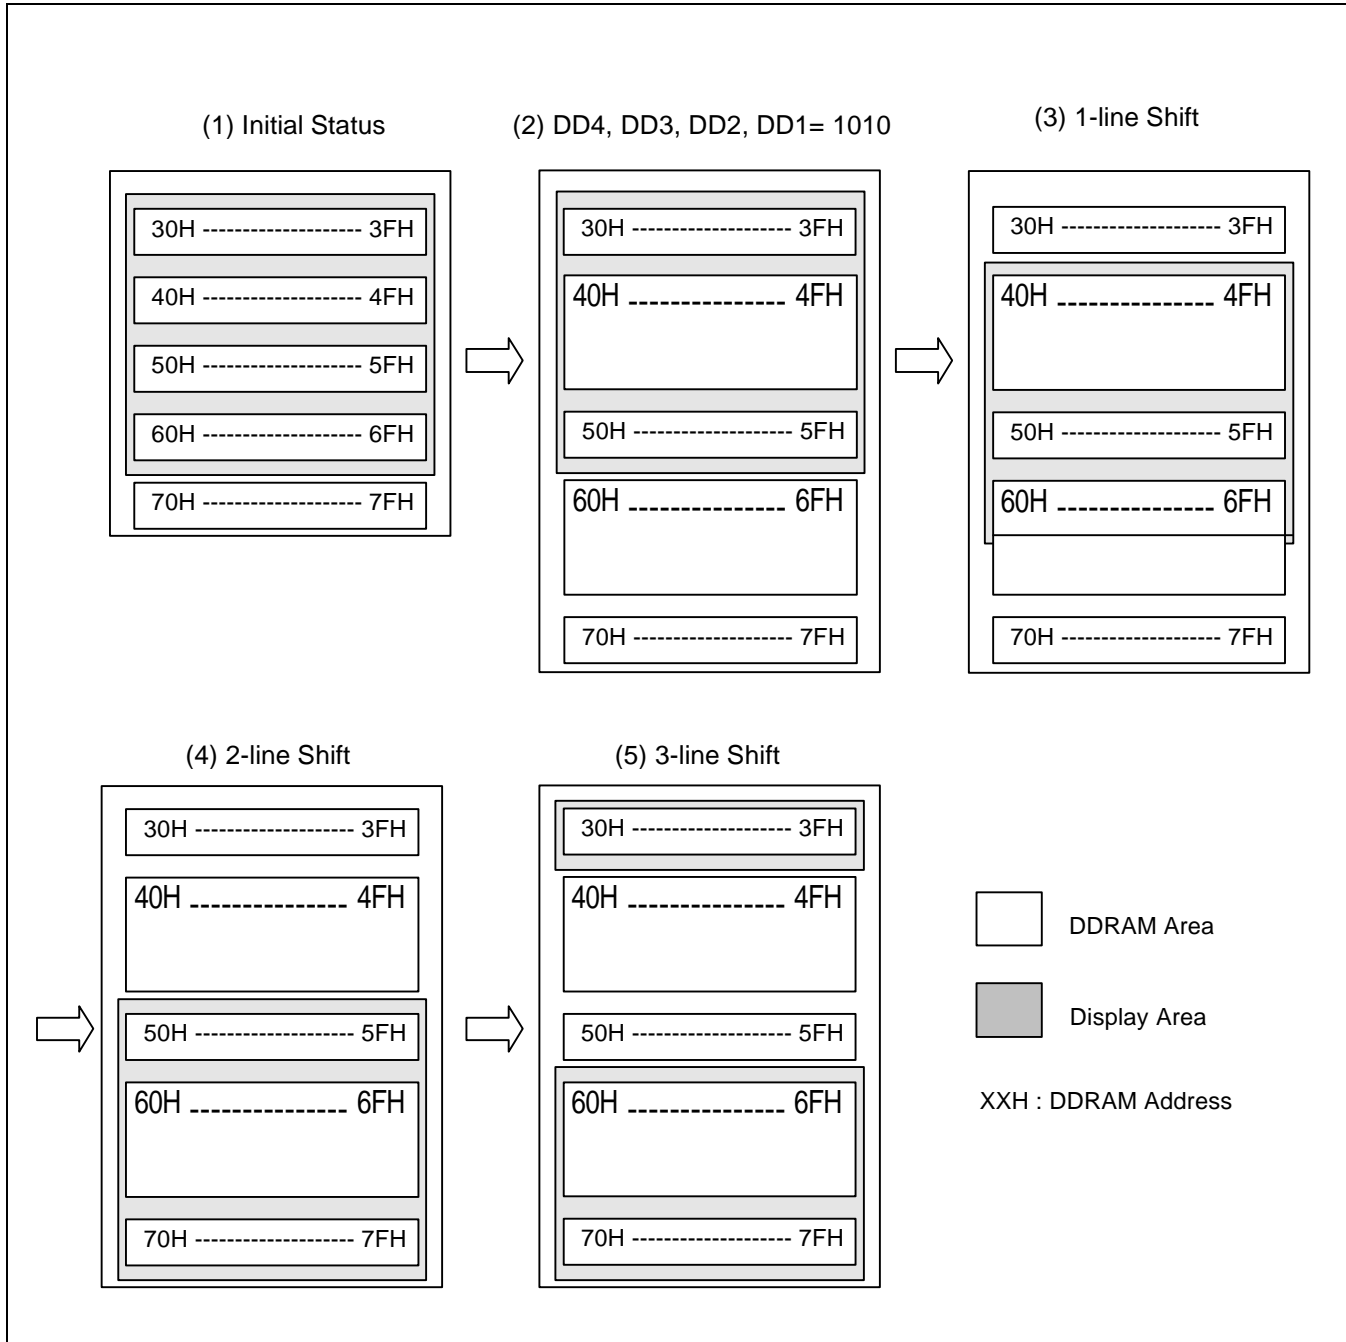 (1) Initial Status
30H -------------------- 3FH
40H -------------------- 4FH
50H -------------------- 5FH
60H -------------------- 6FH
70H -------------------- 7FH
(2) DD4, DD3, DD2, DD1= 1010
30H -------------------- 3FH
40H --------------- 4FH
50H -------------------- 5FH
60H --------------- 6FH
70H -------------------- 7FH
(3) 1-line Shift
30H -------------------- 3FH
40H --------------- 4FH
50H -------------------- 5FH
60H --------------- 6FH
70H -------------------- 7FH
(4) 2-line Shift
30H -------------------- 3FH
40H --------------- 4FH
50H -------------------- 5FH
60H --------------- 6FH
70H -------------------- 7FH
(5) 3-line Shift
30H -------------------- 3FH
40H --------------- 4FH
50H -------------------- 5FH
60H --------------- 6FH
70H -------------------- 7FH
DDRAM Area
Display Area
XXH : DDRAM Address